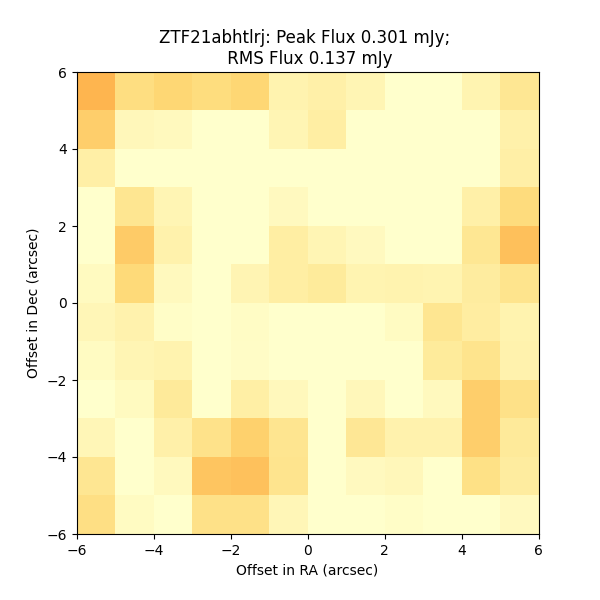 ZTF21abhtlrj: Peak Flux 0.301 mJy;
RMS Flux 0.137 mJy
6
4
2
0
−2
−4
−6
Offset in Dec (arcsec)
−6 −4 −2 0 2 4 6
Offset in RA (arcsec)